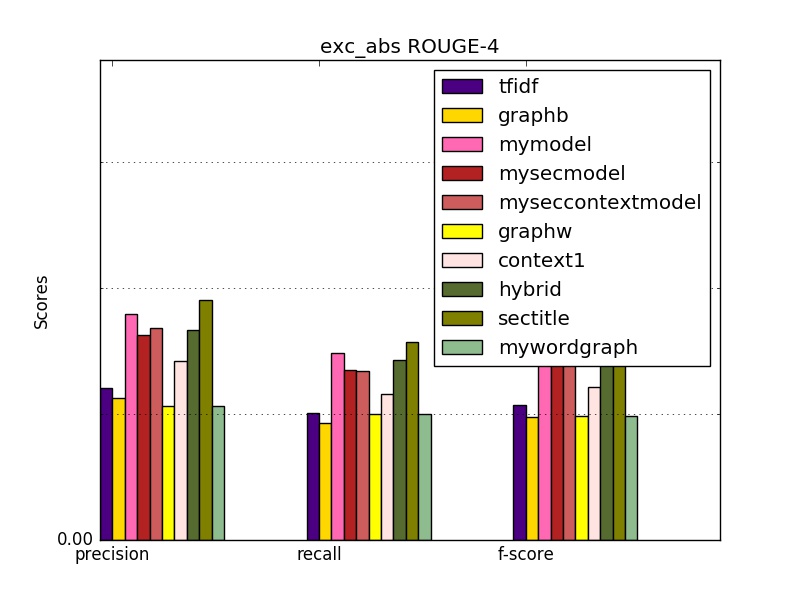 exc_abs ROUGE-4
tfidf
graphb
mymodel
mysecmodel
myseccontextmodel
graphw
context1
hybrid
sectitle
mywordgraph
Scores
0.00
precision
recall
f-score